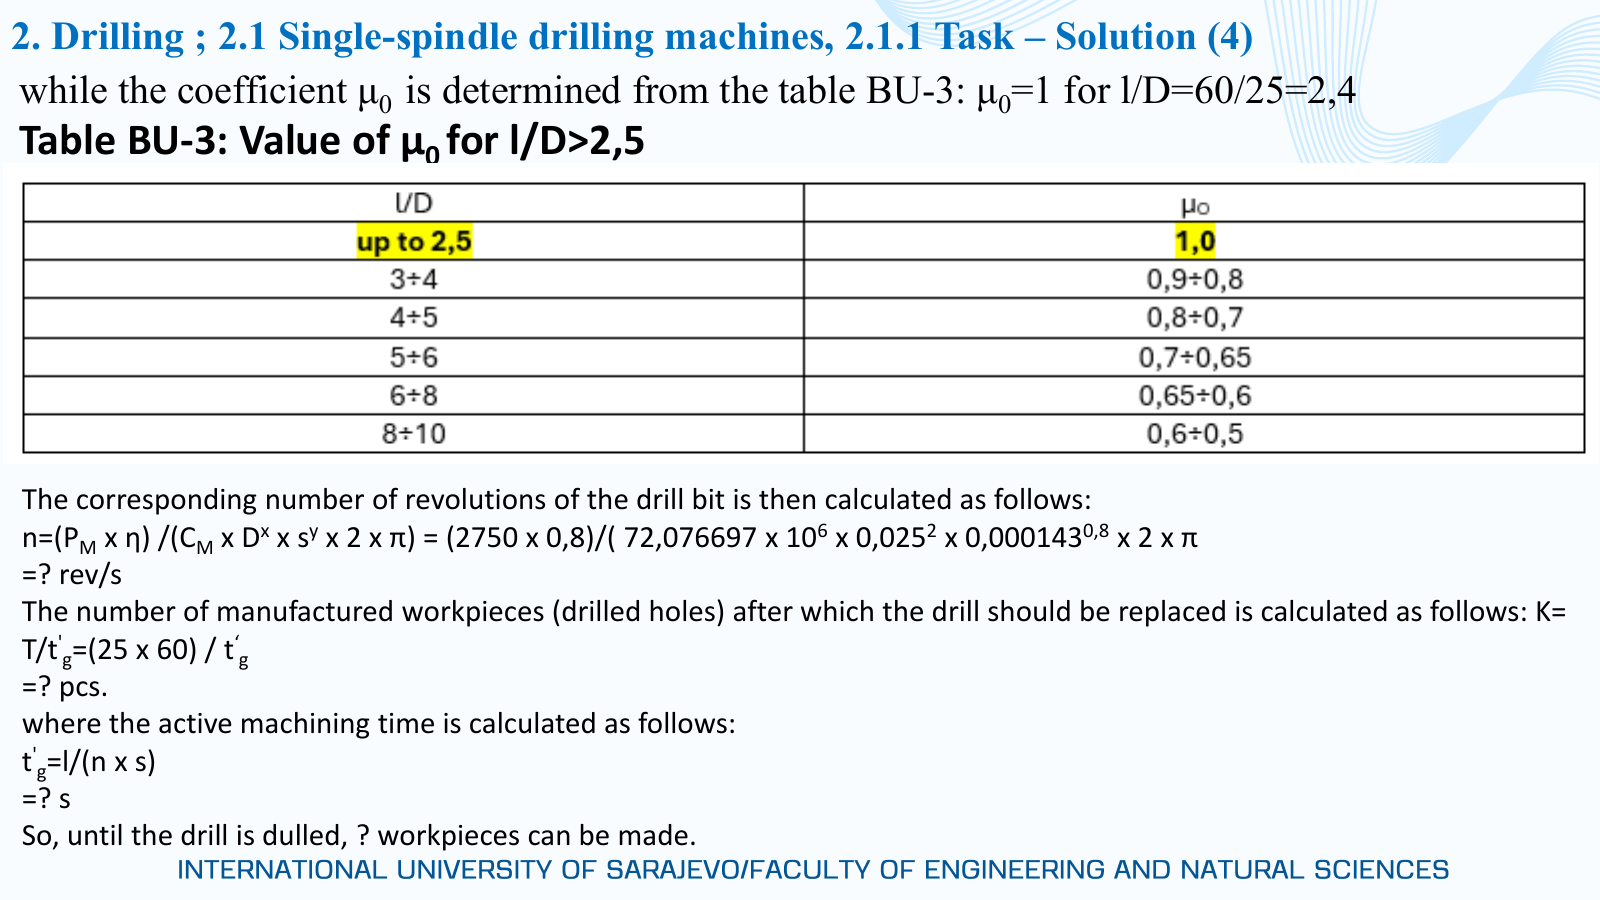 2. Drilling ; 2.1 Single-spindle drilling machines, 2.1.1 Task – Solution (4)
while the coefficient μ₀ is determined from the table BU-3: μ₀=1 for l/D=60/25=2,4
Table BU-3: Value of μ₀ for l/D>2,5
l/D μ₀
up to 2,5 1,0
3÷4 0,9÷0,8
4÷5 0,8÷0,7
5÷6 0,7÷0,65
6÷8 0,65÷0,6
8÷10 0,6÷0,5
The corresponding number of revolutions of the drill bit is then calculated as follows:
n=(P_M x η) /(C_M x Dˣ x sʸ x 2 x π) = (2750 x 0,8)/( 72,076697 x 10⁶ x 0,025² x 0,000143^0,8 x 2 x π
=? rev/s
The number of manufactured workpieces (drilled holes) after which the drill should be replaced is calculated as follows: K=
T/t'_g=(25 x 60) / t‘_g
=? pcs.
where the active machining time is calculated as follows:
t'_g=l/(n x s)
=? s
So, until the drill is dulled, ? workpieces can be made.
INTERNATIONAL UNIVERSITY OF SARAJEVO/FACULTY OF ENGINEERING AND NATURAL SCIENCES